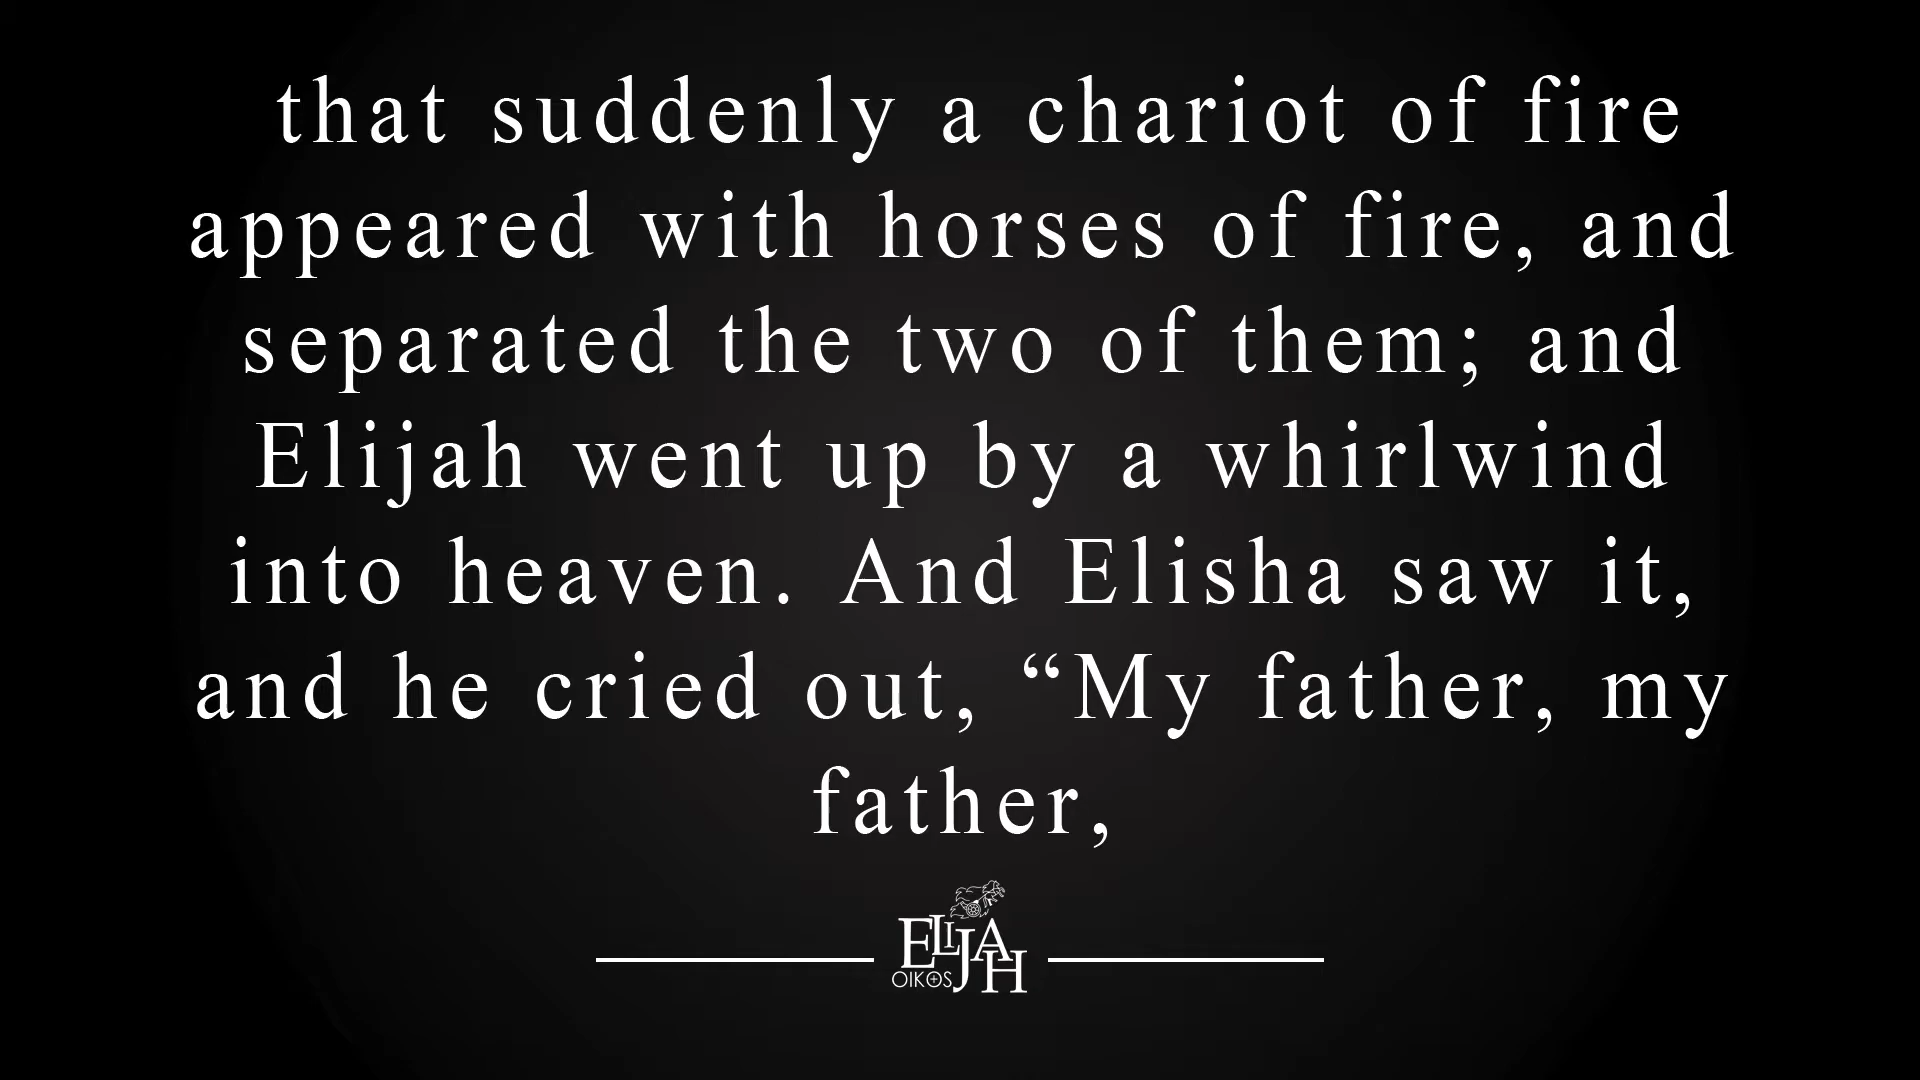 that suddenly a chariot of fire
appeared with horses of fire, and
separated the two of them; and
Elijah went up by a whirlwind
into heaven. And Elisha saw it,
and he cried out, “My father, my
father,
ELIJAH
OIKOS